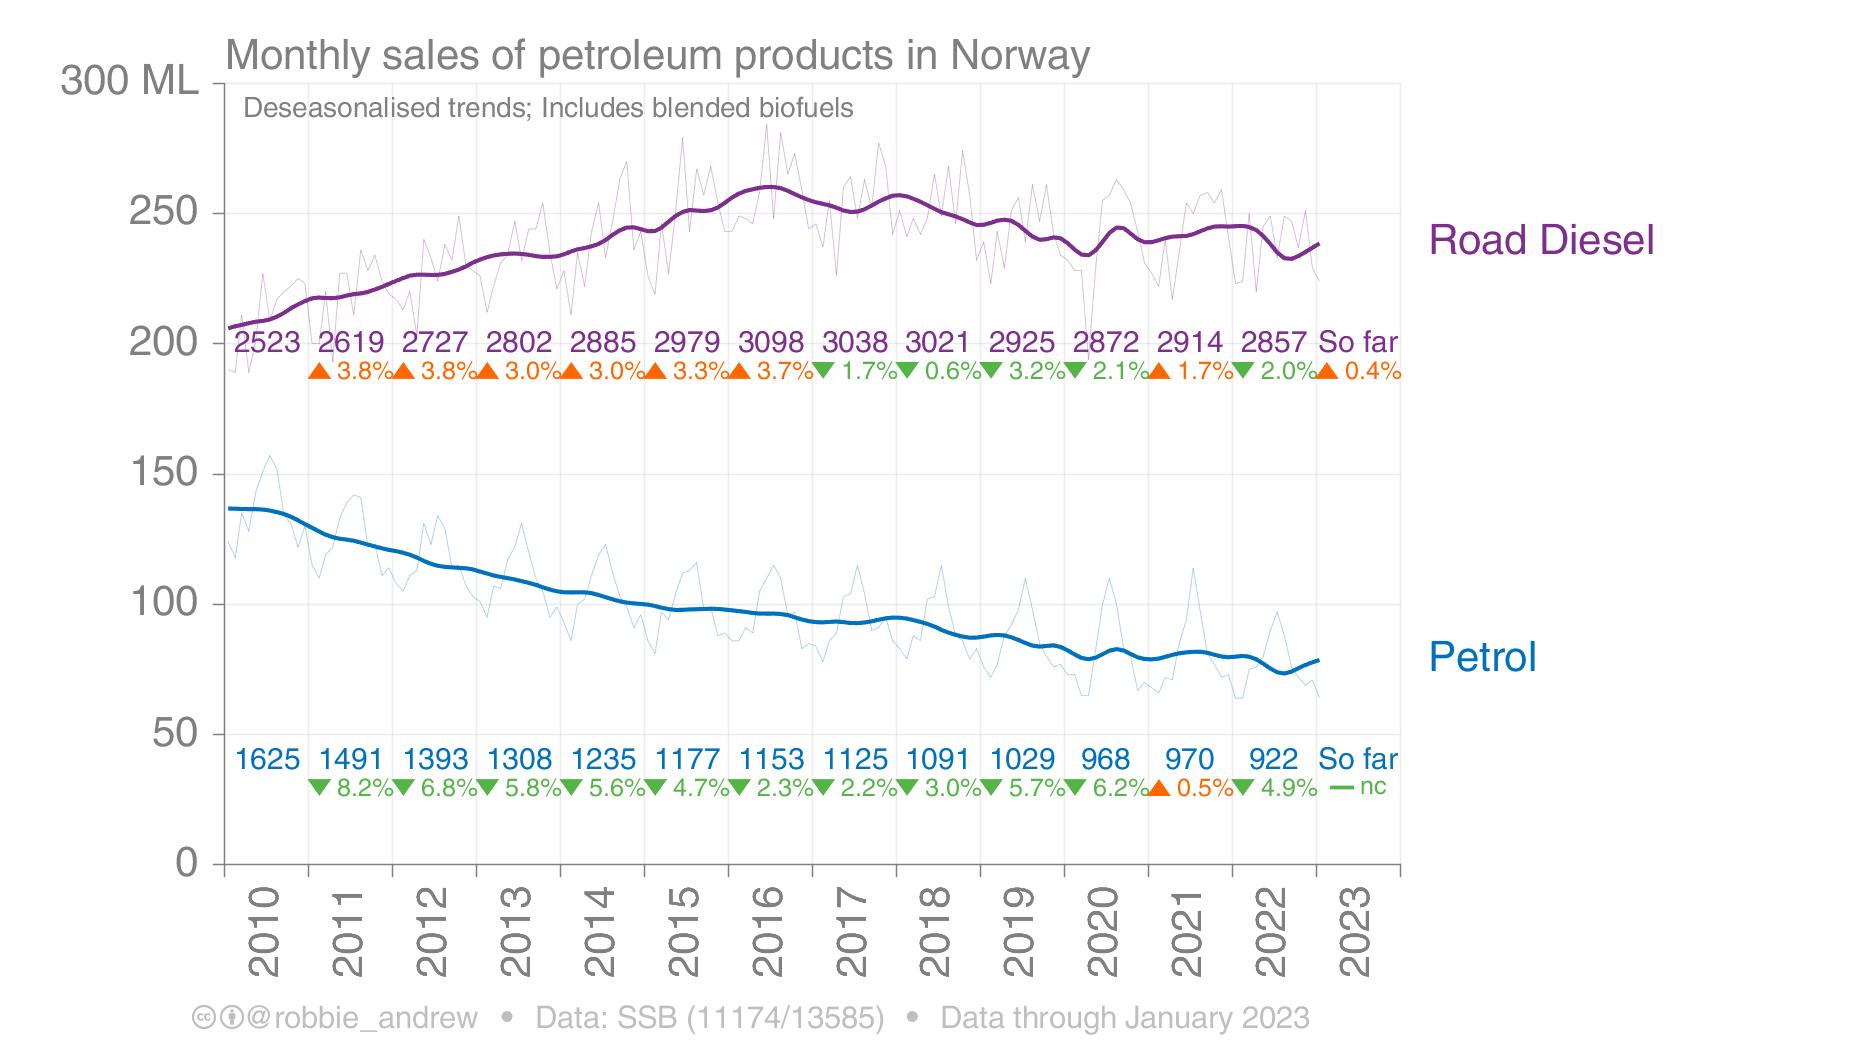 Monthly sales of petroleum products in Norway
300 ML
Deseasonalised trends; Includes blended biofuels
250
Road Diesel
200
2523 2619 2727 2802 2885 2979 3098 3038 3021 2925 2872 2914 2857 So far
▲ 3.8% ▲ 3.8% ▲ 3.0% ▲ 3.0% ▲ 3.3% ▲ 3.7% ▼ 1.7% ▼ 0.6% ▼ 3.2% ▼ 2.1% ▲ 1.7% ▼ 2.0% ▲ 0.4%
150
100
Petrol
50
1625 1491 1393 1308 1235 1177 1153 1125 1091 1029 968 970 922 So far
▼ 8.2% ▼ 6.8% ▼ 5.8% ▼ 5.6% ▼ 4.7% ▼ 2.3% ▼ 2.2% ▼ 3.0% ▼ 5.7% ▼ 6.2% ▲ 0.5% ▼ 4.9% — nc
0
2010 2011 2012 2013 2014 2015 2016 2017 2018 2019 2020 2021 2022 2023
@robbie_andrew • Data: SSB (11174/13585) • Data through January 2023